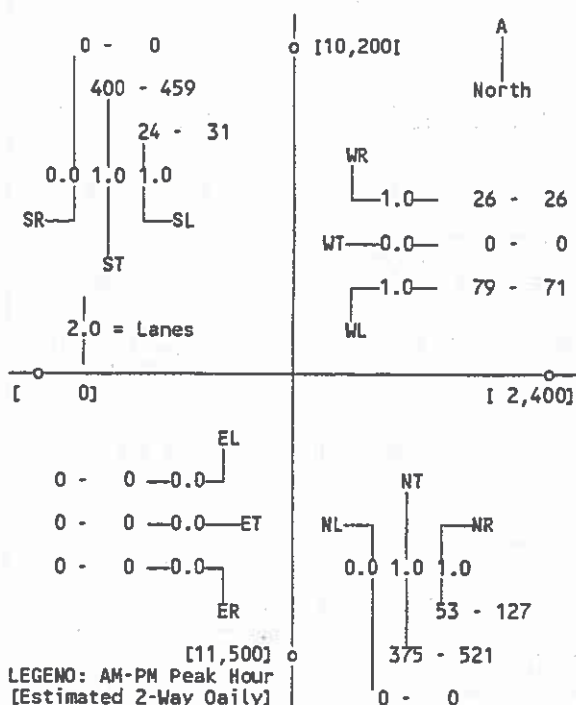 0 - 0
[10,200I
A
North
400 - 459
24 - 31
0.0 1.0 1.0
SR
SL
ST
WR
1.0 26 - 26
WT 0.0 0 - 0
1.0 79 - 71
WL
2.0 = Lanes
[ 0]
I 2,400]
EL
0 - 0 0.0
0 - 0 0.0 ET
0 - 0 0.0
ER
NT
NL
NR
0.0 1.0 1.0
53 - 127
[11,500]
375 - 521
LEGENO: AM-PM Peak Hour
[Estimated 2-Way Oaily]
0 - 0